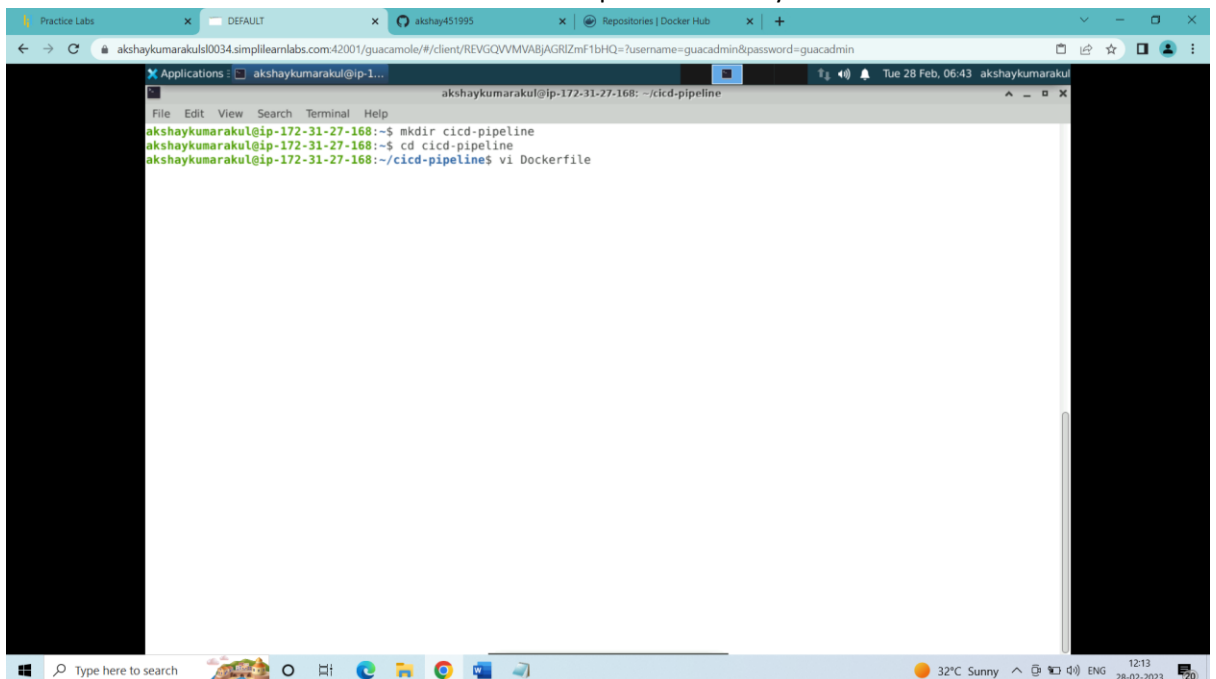 Practice Labs
DEFAULT
akshay451995
Repositories | Docker Hub
akshaykumarakulsl0034.simplilearnlabs.com:42001/guacamole/#/client/REVGQVVMVABjAGRlZmF1bHQ=?username=guacadmin&password=guacadmin
Applications
akshaykumarakul@ip-1...
Tue 28 Feb, 06:43 akshaykumarakul
akshaykumarakul@ip-172-31-27-168: ~/cicd-pipeline
File Edit View Search Terminal Help
akshaykumarakul@ip-172-31-27-168:~$ mkdir cicd-pipeline
akshaykumarakul@ip-172-31-27-168:~$ cd cicd-pipeline
akshaykumarakul@ip-172-31-27-168:~/cicd-pipeline$ vi Dockerfile
Type here to search
32°C Sunny
ENG
12:13
28-02-2023
20